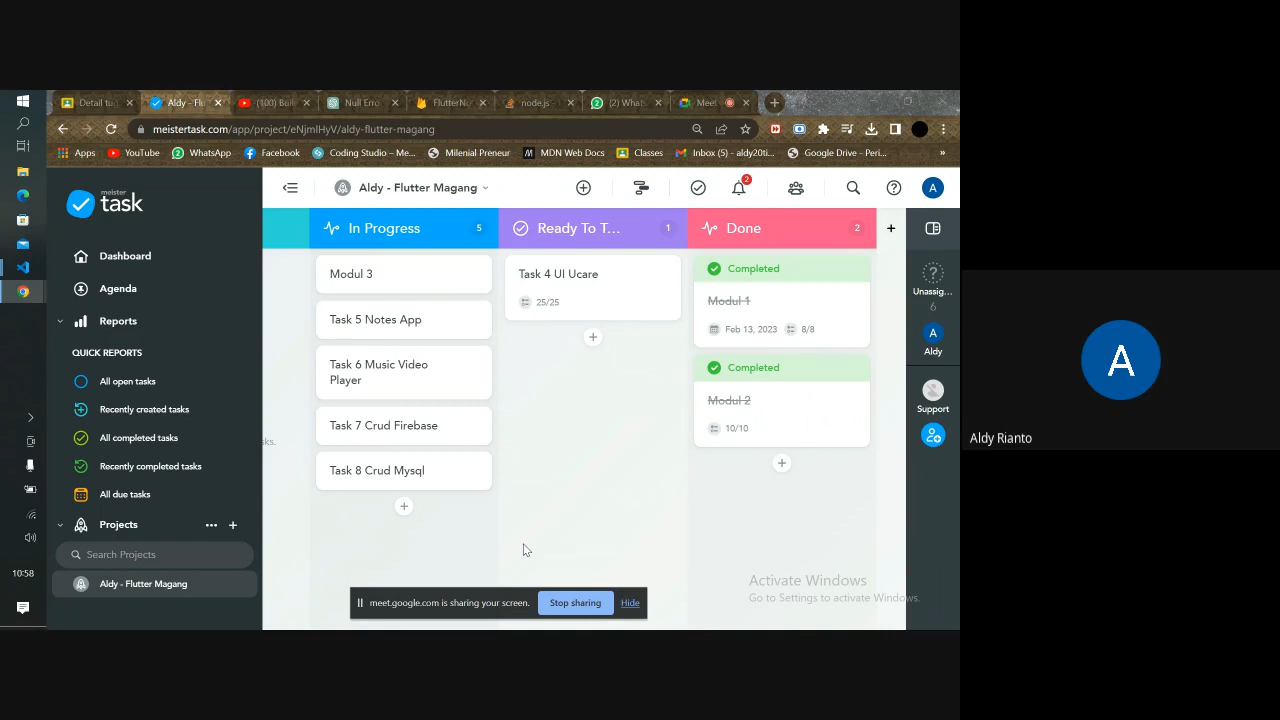 Detail tu
Aldy - Flu
(100) Buil
Null Erro
FlutterNo
node.js -
(2) Whats
Meet
meistertask.com/app/project/eNjmlHyV/aldy-flutter-magang
Apps
YouTube
WhatsApp
Facebook
Coding Studio – Me...
Milenial Preneur
MDN Web Docs
Classes
Inbox (5) - aldy20ti...
Google Drive - Peri...
»
meister
task
Dashboard
Agenda
Reports
QUICK REPORTS
All open tasks
Recently created tasks
All completed tasks
Recently completed tasks
All due tasks
Projects
Search Projects
Aldy - Flutter Magang
10:58
Aldy - Flutter Magang
2
A
sks.
In Progress 5
Modul 3
Task 5 Notes App
Task 6 Music Video
Player
Task 7 Crud Firebase
Task 8 Crud Mysql
Ready To T... 1
Task 4 UI Ucare
25/25
Done 2
Completed
Modul 1
Feb 13, 2023 8/8
Completed
Modul 2
10/10
Unassig...
6
A
Aldy
Support
Activate Windows
Go to Settings to activate Windows.
meet.google.com is sharing your screen.
Stop sharing
Hide
A
Aldy Rianto